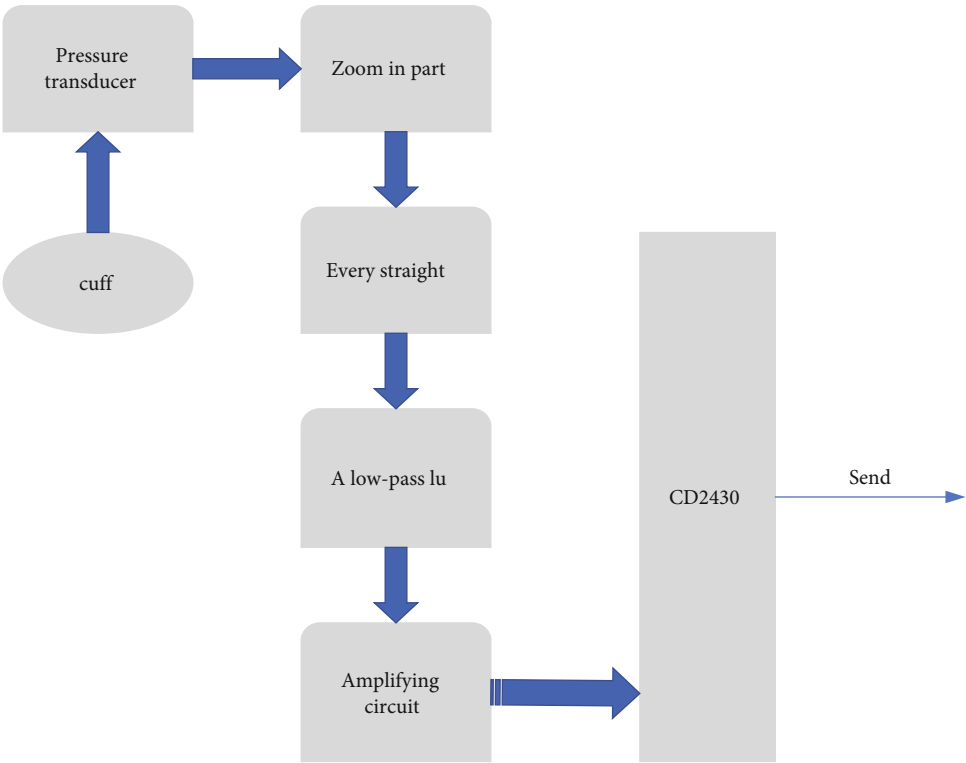 Pressure
transducer
Zoom in part
cuff
Every straight
A low-pass lu
CD2430
Send
Amplifying
circuit